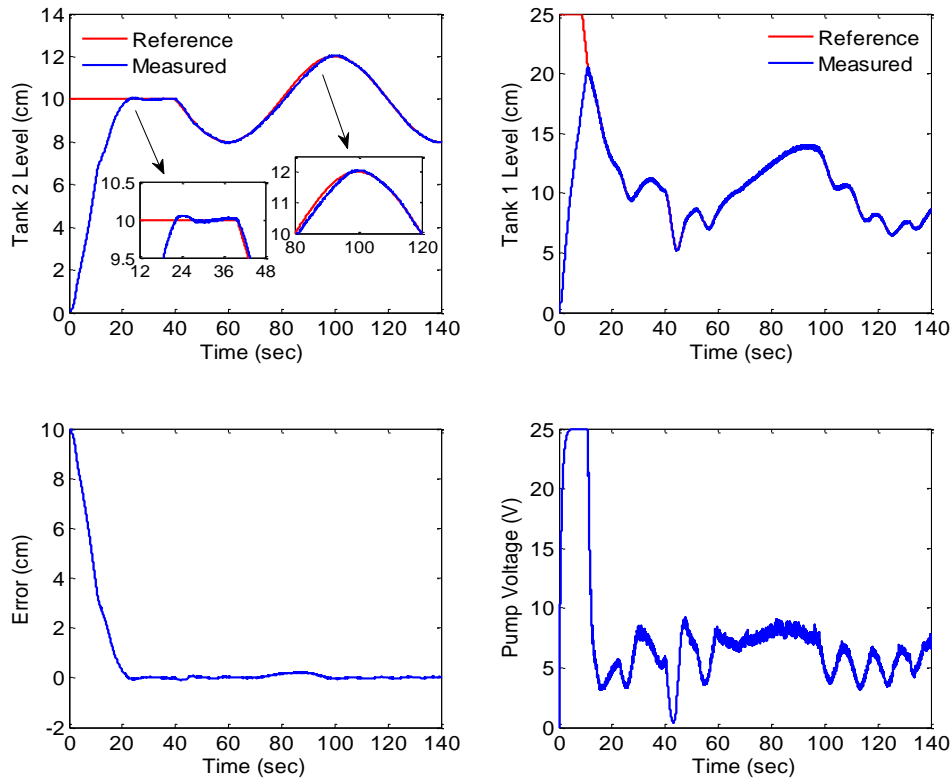 14
12
10
8
6
4
2
0
Tank 2 Level (cm)
Reference
Measured
10.5
10
9.5
12 24 36 48
12
11
10
80 100 120
0 20 40 60 80 100 120 140
Time (sec)
25
20
15
10
5
0
Tank 1 Level (cm)
Reference
Measured
0 20 40 60 80 100 120 140
Time (sec)
10
8
6
4
2
0
-2
Error (cm)
0 20 40 60 80 100 120 140
Time (sec)
25
20
15
10
5
0
Pump Voltage (V)
0 20 40 60 80 100 120 140
Time (sec)